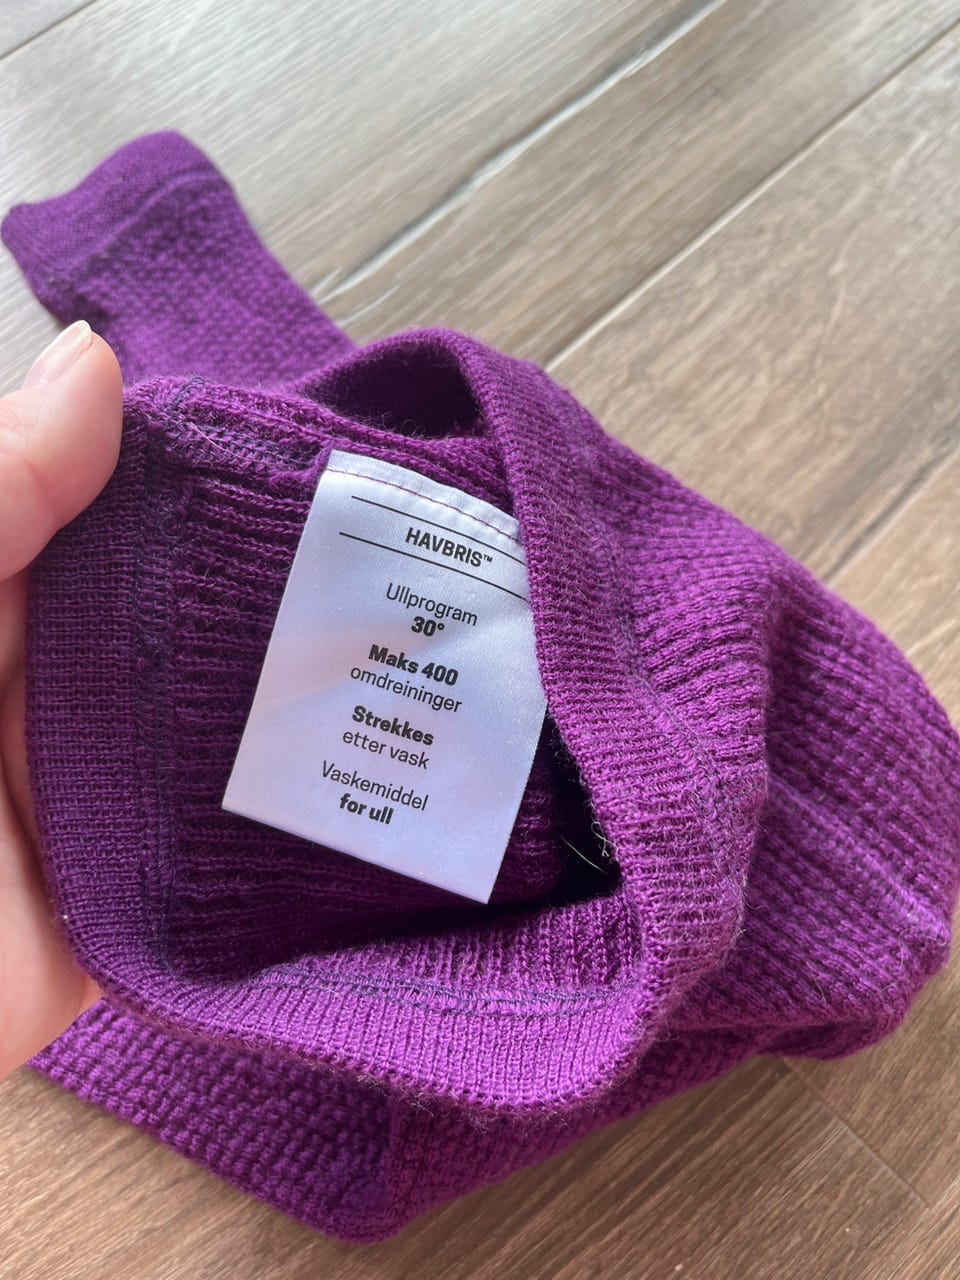 HAVBRIS™
Ullprogram
30°
Maks 400
omdreininger
Strekkes
etter vask
Vaskemiddel
for ull